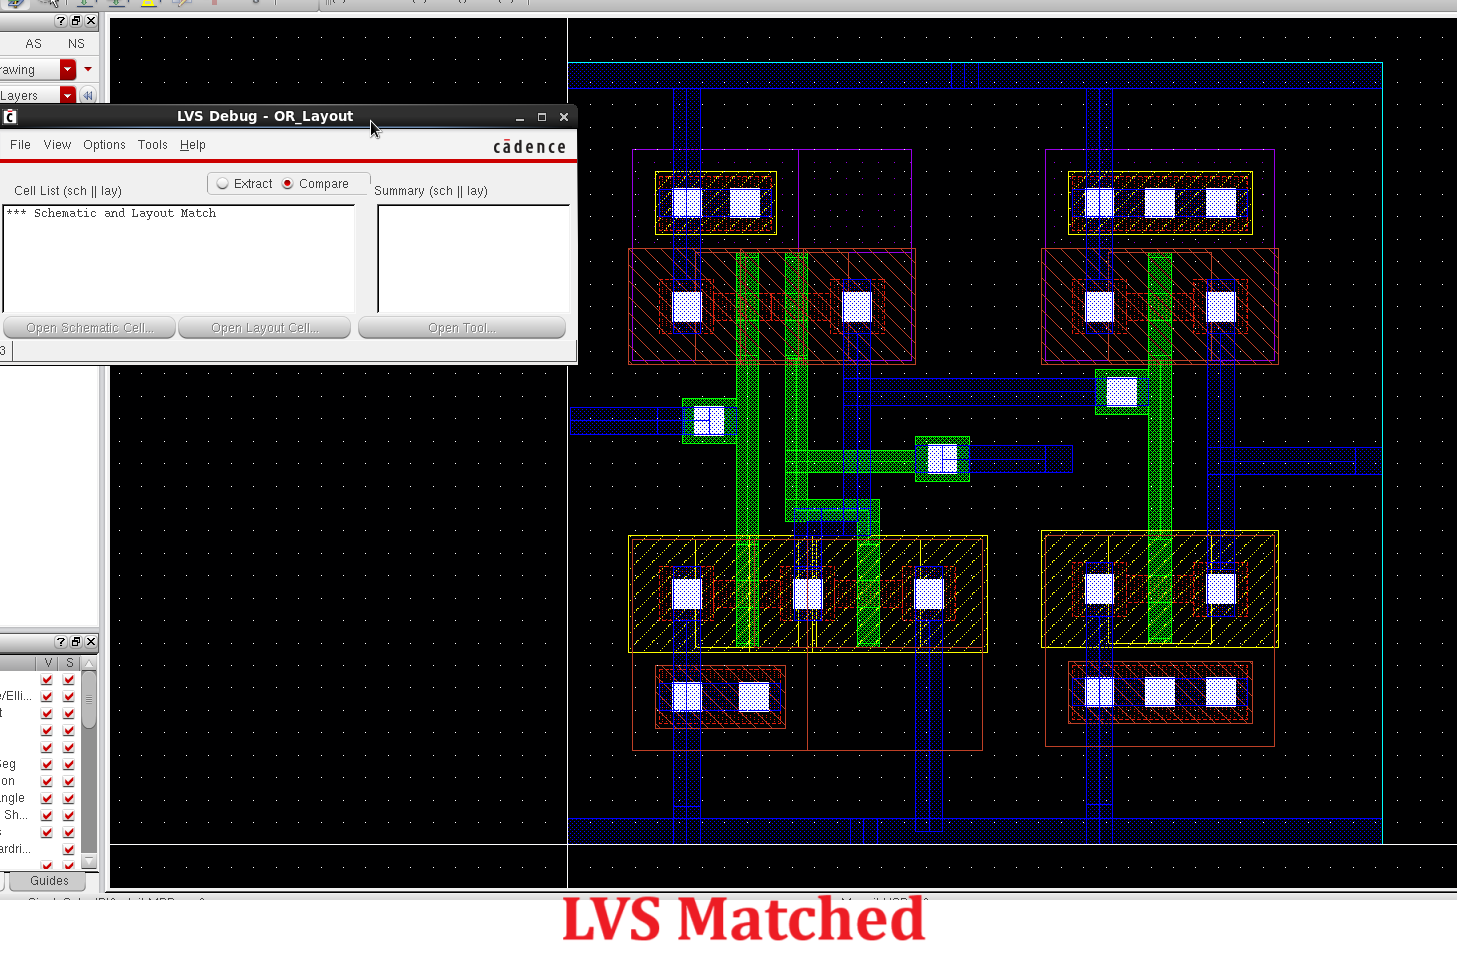 AS NS
rawing
Layers
LVS Debug - OR_Layout
File View Options Tools Help
cādence
Cell List (sch || lay)
Extract Compare
Summary (sch || lay)
*** Schematic and Layout Match
Open Schematic Cell... Open Layout Cell... Open Tool...
3
V S
e/Elli...
t
Seg
on
angle
Sh...
s
ardri...
Guides
LVS Matched